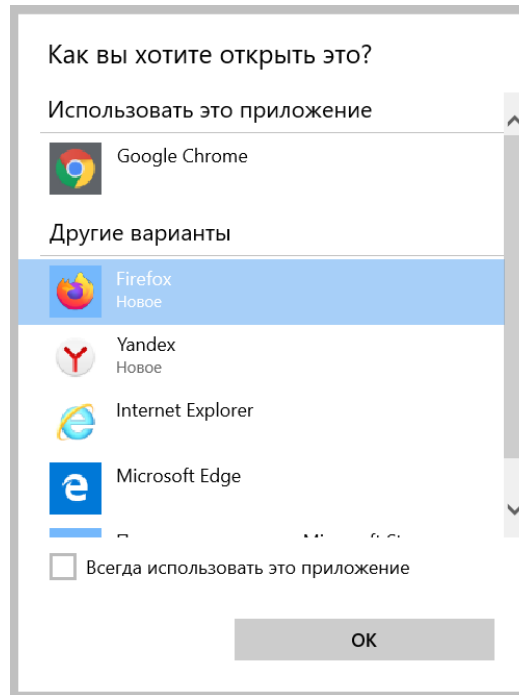 Как вы хотите открыть это?
Использовать это приложение
Google Chrome
Другие варианты
Firefox
Новое
Yandex
Новое
Internet Explorer
Microsoft Edge
Всегда использовать это приложение
ОК